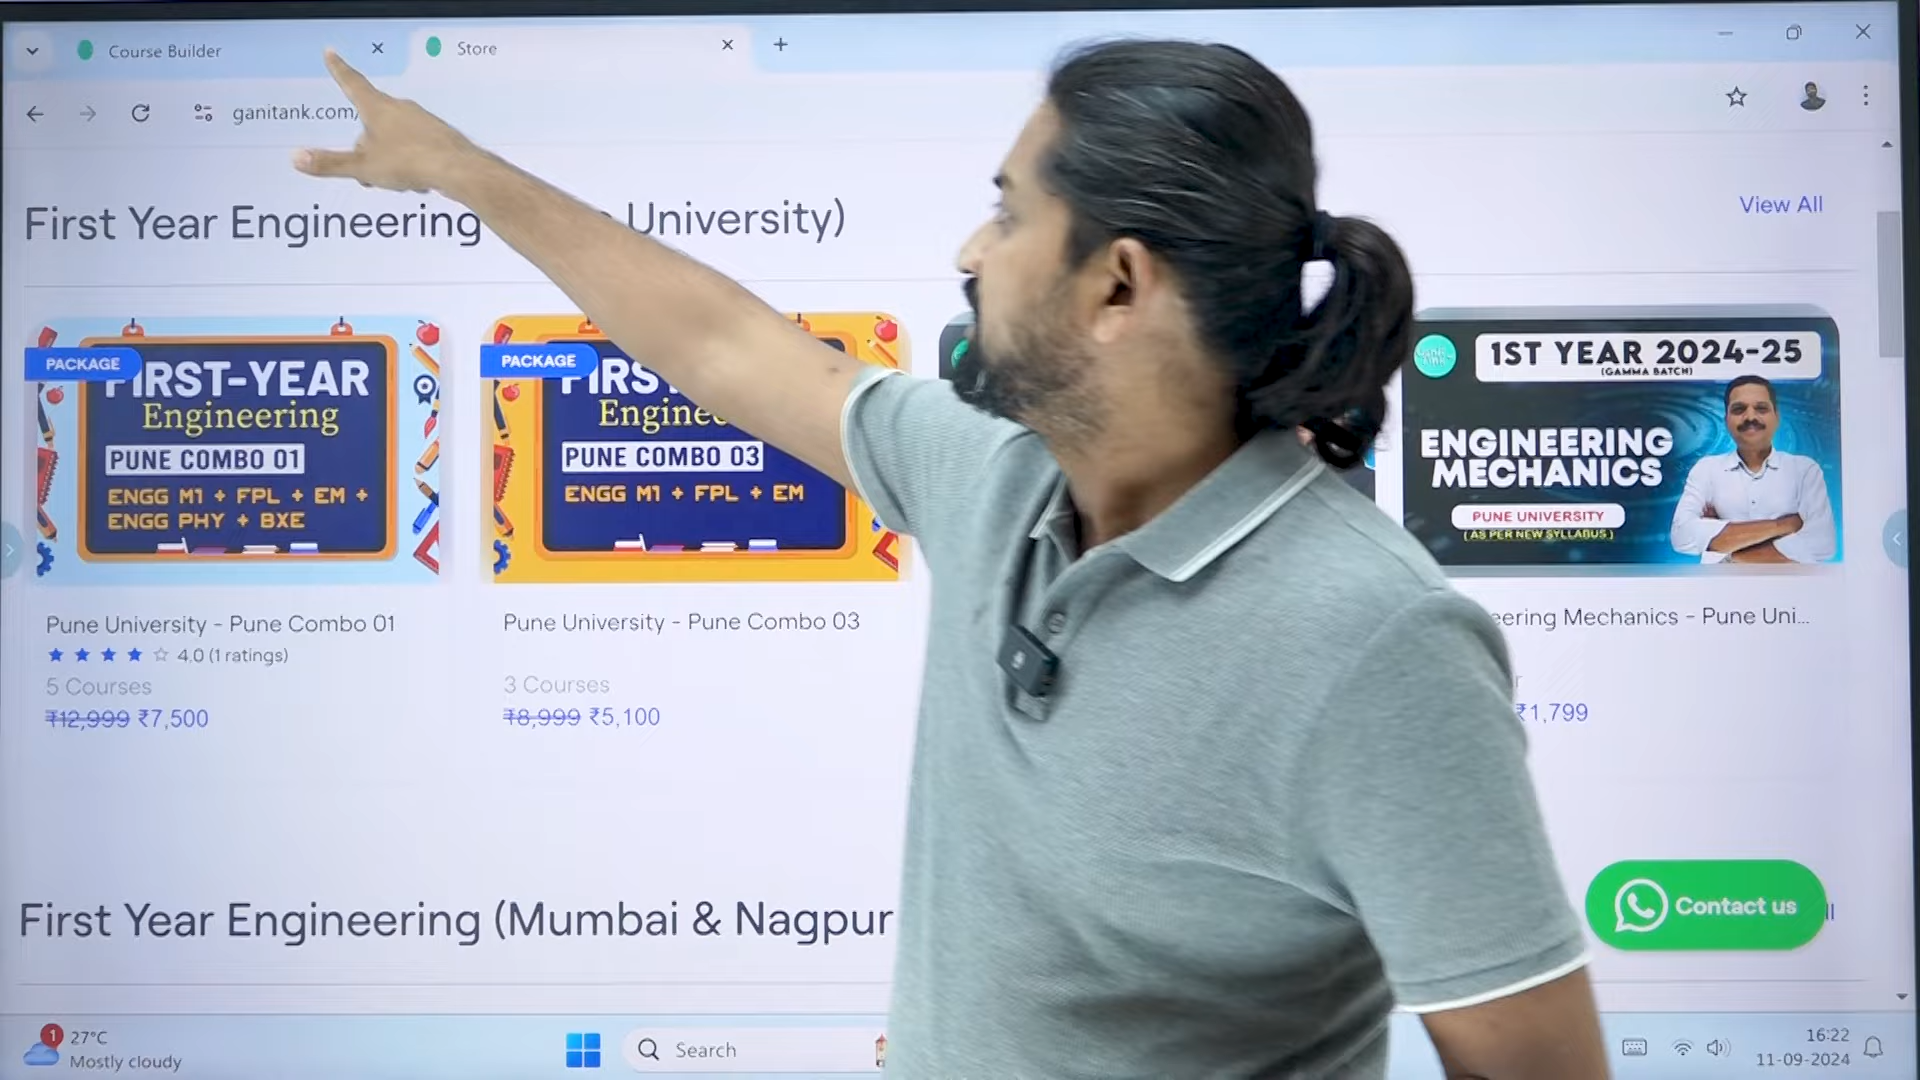 Course Builder
Store
ganitank.com/
First Year Engineering University)
View All
PACKAGE
FIRST-YEAR
Engineering
PUNE COMBO 01
ENGG M1 + FPL + EM +
ENGG PHY + BXE
PACKAGE
PUNE COMBO 03
ENGG M1 + FPL + EM
1ST YEAR 2024-25
(GAMMA BATCH)
ENGINEERING
MECHANICS
PUNE UNIVERSITY
(AS PER NEW SYLLABUS)
Pune University - Pune Combo 01
4.0 (1 ratings)
5 Courses
₹12,999 ₹7,500
Pune University - Pune Combo 03
3 Courses
₹8,999 ₹5,100
Mechanics - Pune Uni...
₹1,799
First Year Engineering (Mumbai & Nagpur
Contact us
1
27°C
Mostly cloudy
Search
16:22
11-09-2024